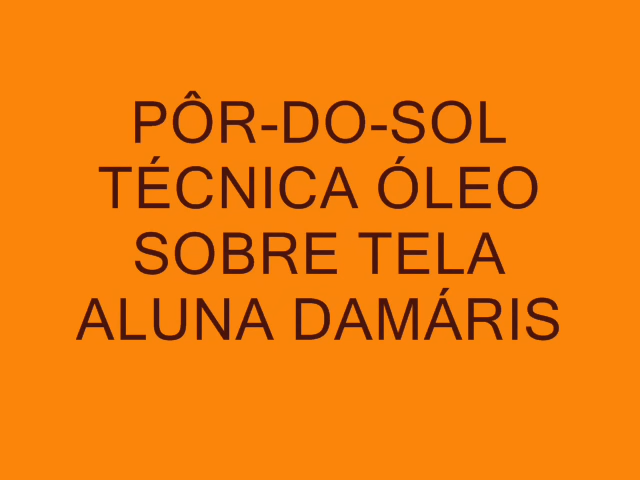 PÔR-DO-SOL
TÉCNICA ÓLEO
SOBRE TELA
ALUNA DAMÁRIS